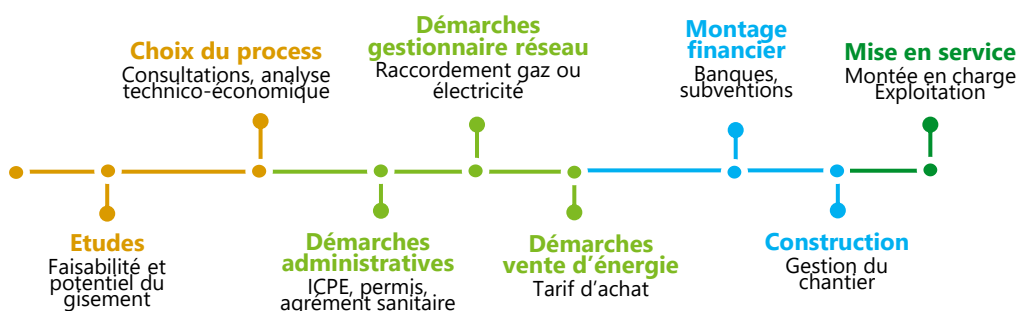 Choix du process
Consultations, analyse
technico-économique
Démarches
gestionnaire réseau
Raccordement gaz ou
électricité
Montage
financier
Banques,
subventions
Mise en service
Montée en charge
Exploitation
Etudes
Faisabilité et
potentiel du
gisement
Démarches
administratives
ICPE, permis,
agrément sanitaire
Démarches
vente d'énergie
Tarif d'achat
Construction
Gestion du
chantier